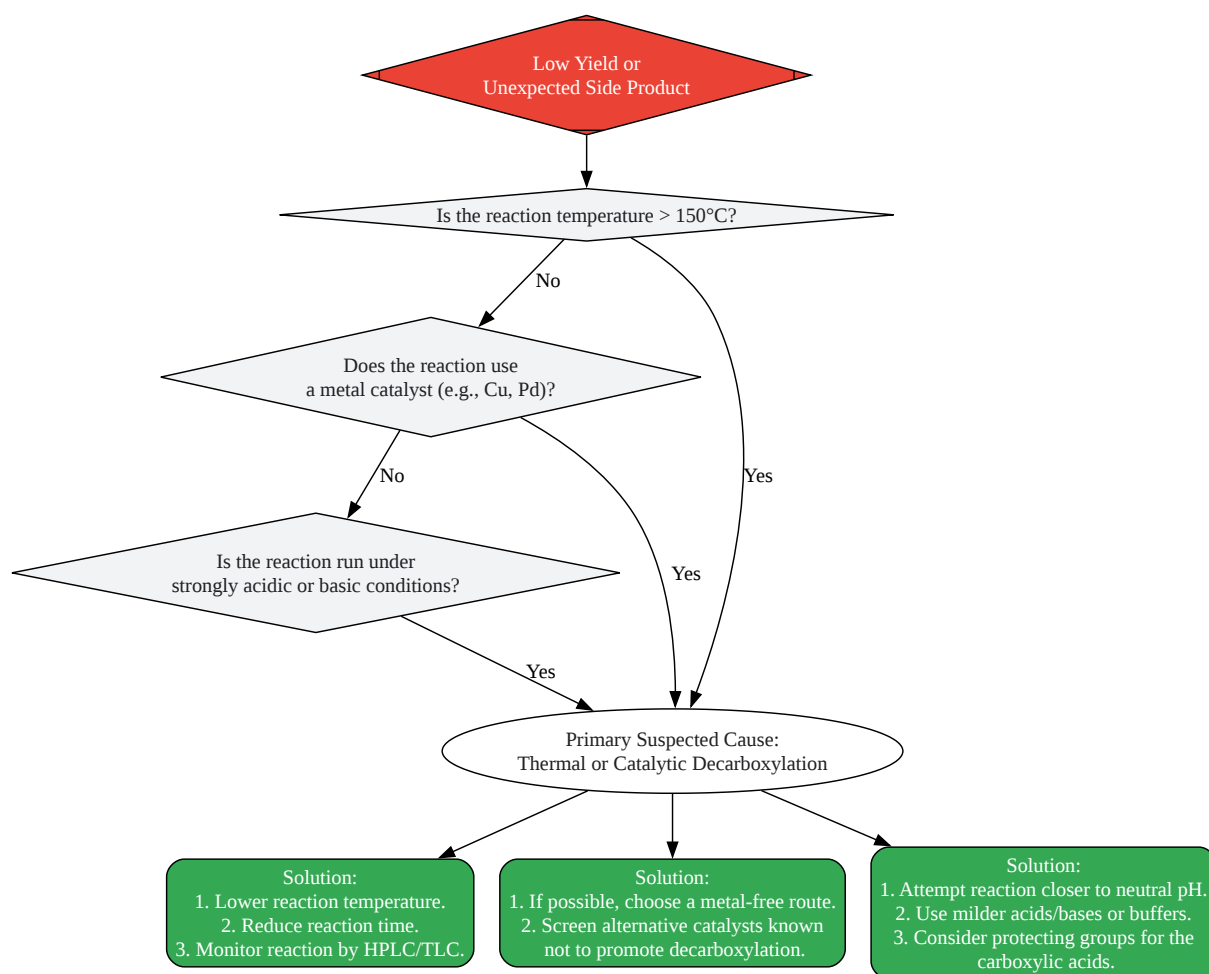 Low Yield or
Unexpected Side Product
Is the reaction temperature > 150°C?
No
Does the reaction use
a metal catalyst (e.g., Cu, Pd)?
No
Yes
Is the reaction run under
strongly acidic or basic conditions?
Yes
Yes
Primary Suspected Cause:
Thermal or Catalytic Decarboxylation
Solution:
1. Lower reaction temperature.
2. Reduce reaction time.
3. Monitor reaction by HPLC/TLC.
Solution:
1. If possible, choose a metal-free route.
2. Screen alternative catalysts known
not to promote decarboxylation.
Solution:
1. Attempt reaction closer to neutral pH.
2. Use milder acids/bases or buffers.
3. Consider protecting groups for the
carboxylic acids.